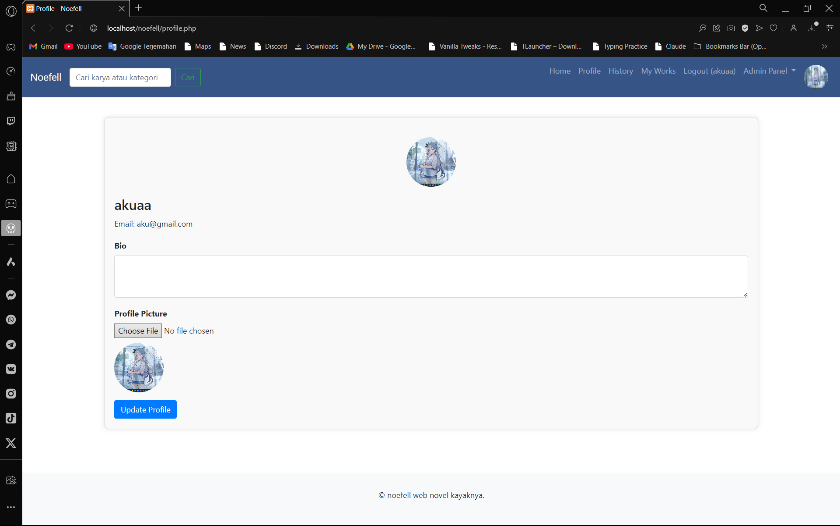 Profile - Noefell
localhost/noefell/profile.php
Gmail YouTube Google Terjemahan Maps News Discord Downloads My Drive - Google... Vanilla Tweaks - Res... TLauncher – Downl... Typing Practice Claude Bookmarks Bar (Op...
Noefell Cari karya atau kategori Cari Home Profile History My Works Logout (akuaa) Admin Panel
akuaa
Email: aku@gmail.com
Bio
Profile Picture
Choose File No file chosen
Update Profile
© noefell web novel kayaknya.